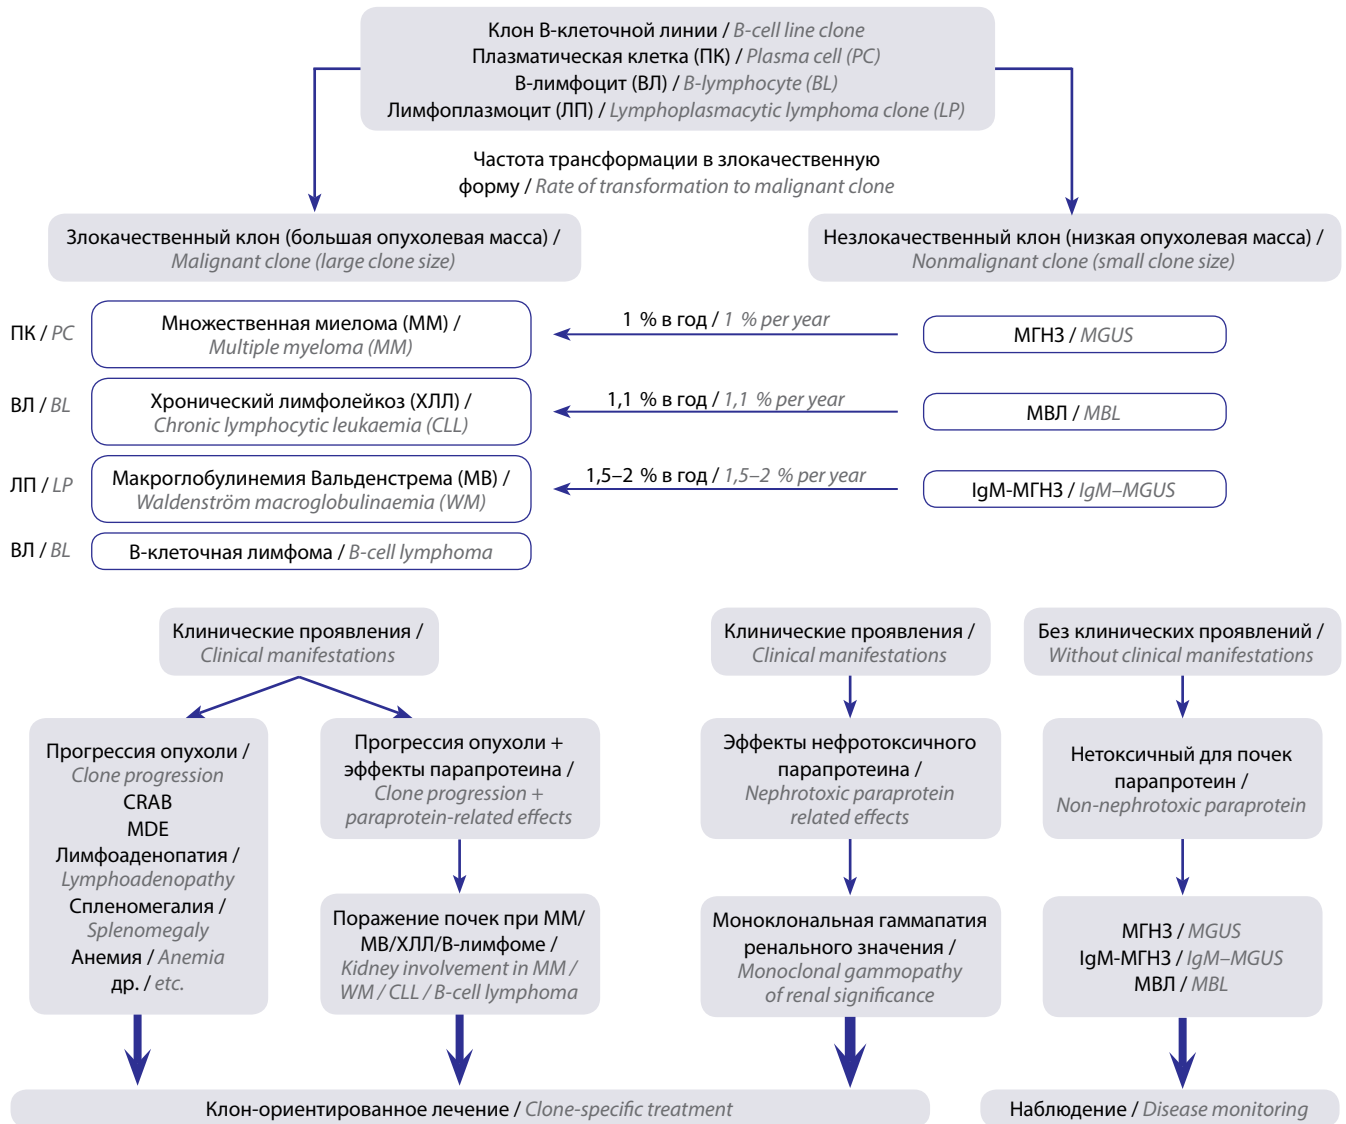 Клон В-клеточной линии / B-cell line clone
Плазматическая клетка (ПК) / Plasma cell (PC)
В-лимфоцит (ВЛ) / B-lymphocyte (BL)
Лимфоплазмоцит (ЛП) / Lymphoplasmacytic lymphoma clone (LP)
Частота трансформации в злокачественную
форму / Rate of transformation to malignant clone
Злокачественный клон (большая опухолевая масса) /
Malignant clone (large clone size)
Незлокачественный клон (низкая опухолевая масса) /
Nonmalignant clone (small clone size)
ПК / PC
Множественная миелома (ММ) /
Multiple myeloma (MM)
1 % в год / 1 % per year
МГНЗ / MGUS
ВЛ / BL
Хронический лимфолейкоз (ХЛЛ) /
Chronic lymphocytic leukaemia (CLL)
1,1 % в год / 1,1 % per year
МВЛ / MBL
ЛП / LP
Макроглобулинемия Вальденстрема (МВ) /
Waldenström macroglobulinaemia (WM)
1,5–2 % в год / 1,5–2 % per year
IgM-МГНЗ / IgM–MGUS
ВЛ / BL
В-клеточная лимфома / B-cell lymphoma
Клинические проявления /
Clinical manifestations
Клинические проявления /
Clinical manifestations
Без клинических проявлений /
Without clinical manifestations
Прогрессия опухоли /
Clone progression
CRAB
MDE
Лимфоаденопатия /
Lymphoadenopathy
Спленомегалия /
Splenomegaly
Анемия / Anemia
др. / etc.
Прогрессия опухоли +
эффекты парапротеина /
Clone progression +
paraprotein-related effects
Эффекты нефротоксичного
парапротеина /
Nephrotoxic paraprotein
related effects
Нетоксичный для почек
парапротеин /
Non-nephrotoxic paraprotein
Поражение почек при ММ/
МВ/ХЛЛ/В-лимфоме /
Kidney involvement in MM /
WM / CLL / B-cell lymphoma
Моноклональная гаммапатия
ренального значения /
Monoclonal gammopathy
of renal significance
МГНЗ / MGUS
IgM-МГНЗ / IgM–MGUS
МВЛ / MBL
Клон-ориентированное лечение / Clone-specific treatment
Наблюдение / Disease monitoring